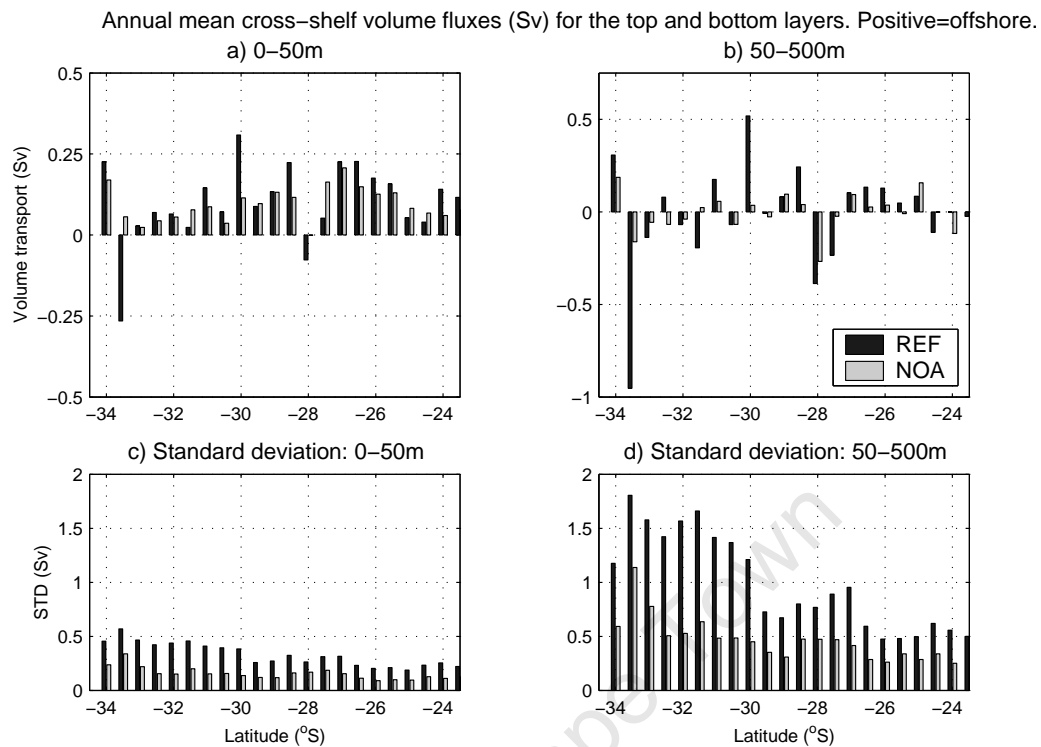 Annual mean cross−shelf volume fluxes (Sv) for the top and bottom layers. Positive=offshore.
a) 0−50m
b) 50−500m
0.5
0.25
0
−0.25
−0.5
Volume transport (Sv)
−34 −32 −30 −28 −26 −24
0.5
0
−0.5
−1
REF
NOA
−34 −32 −30 −28 −26 −24
c) Standard deviation: 0−50m
d) Standard deviation: 50−500m
2
1.5
1
0.5
0
STD (Sv)
−34 −32 −30 −28 −26 −24
Latitude (°S)
2
1.5
1
0.5
0
−34 −32 −30 −28 −26 −24
Latitude (°S)
Town